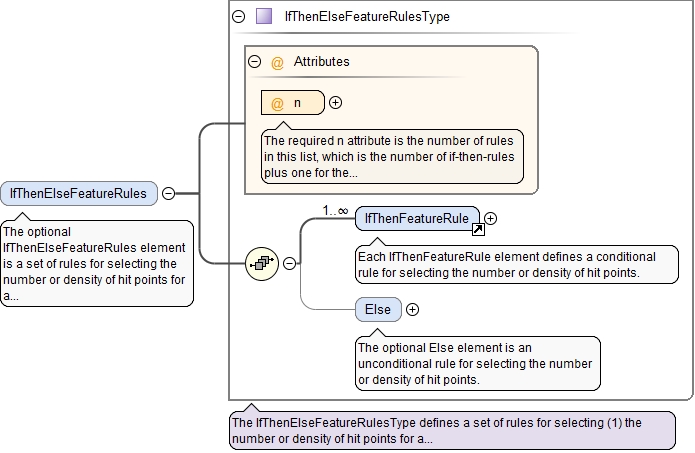 IfThenElseFeatureRulesType
@ Attributes
@ n
The required n attribute is the number of rules
in this list, which is the number of if-then-rules
plus one for the...
IfThenElseFeatureRules
The optional
IfThenElseFeatureRules element
is a set of rules for selecting the
number or density of hit points for
a...
1..∞
IfThenFeatureRule
Each IfThenFeatureRule element defines a conditional
rule for selecting the number or density of hit points.
Else
The optional Else element is an
unconditional rule for selecting the number
or density of hit points.
The IfThenElseFeatureRulesType defines a set of rules for selecting (1) the
number or density of hit points for a...